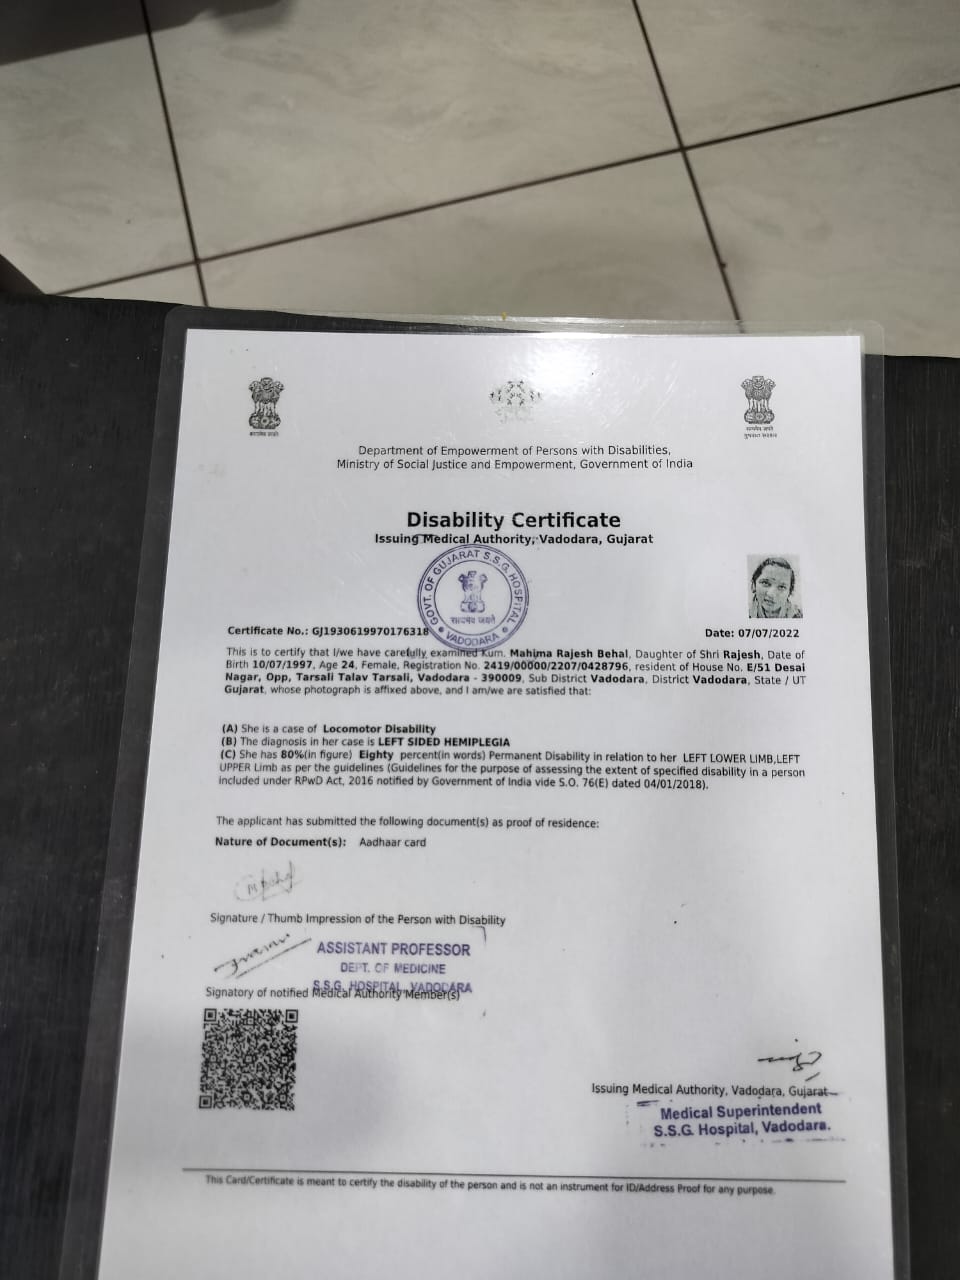 सत्यमेव जयते
सत्यमेव जयते
Department of Empowerment of Persons with Disabilities,
Ministry of Social Justice and Empowerment, Government of India
Disability Certificate
Issuing Medical Authority, Vadodara, Gujarat
GOVT. OF GUJARAT S.S.G. HOSPITAL
सत्यमेव जयते
VADODARA
Certificate No.: GJ1930619970176318
Date: 07/07/2022
This is to certify that I/we have carefully examined Kum. Mahima Rajesh Behal, Daughter of Shri Rajesh, Date of
Birth 10/07/1997, Age 24, Female, Registration No. 2419/00000/2207/0428796, resident of House No. E/51 Desai
Nagar, Opp, Tarsali Talav Tarsali, Vadodara - 390009, Sub District Vadodara, District Vadodara, State / UT
Gujarat, whose photograph is affixed above, and I am/we are satisfied that:
(A) She is a case of Locomotor Disability
(B) The diagnosis in her case is LEFT SIDED HEMIPLEGIA
(C) She has 80%(in figure) Eighty percent(in words) Permanent Disability in relation to her LEFT LOWER LIMB,LEFT
UPPER Limb as per the guidelines (Guidelines for the purpose of assessing the extent of specified disability in a person
included under RPwD Act, 2016 notified by Government of India vide S.O. 76(E) dated 04/01/2018).
The applicant has submitted the following document(s) as proof of residence:
Nature of Document(s): Aadhaar card
Signature / Thumb Impression of the Person with Disability
ASSISTANT PROFESSOR
DEPT. OF MEDICINE
S.S.G. HOSPITAL, VADODARA
Signatory of notified Medical Authority Member(s)
Issuing Medical Authority, Vadodara, Gujarat
Medical Superintendent
S.S.G. Hospital, Vadodara.
This Card/Certificate is meant to certify the disability of the person and is not an instrument for ID/Address Proof for any purpose.